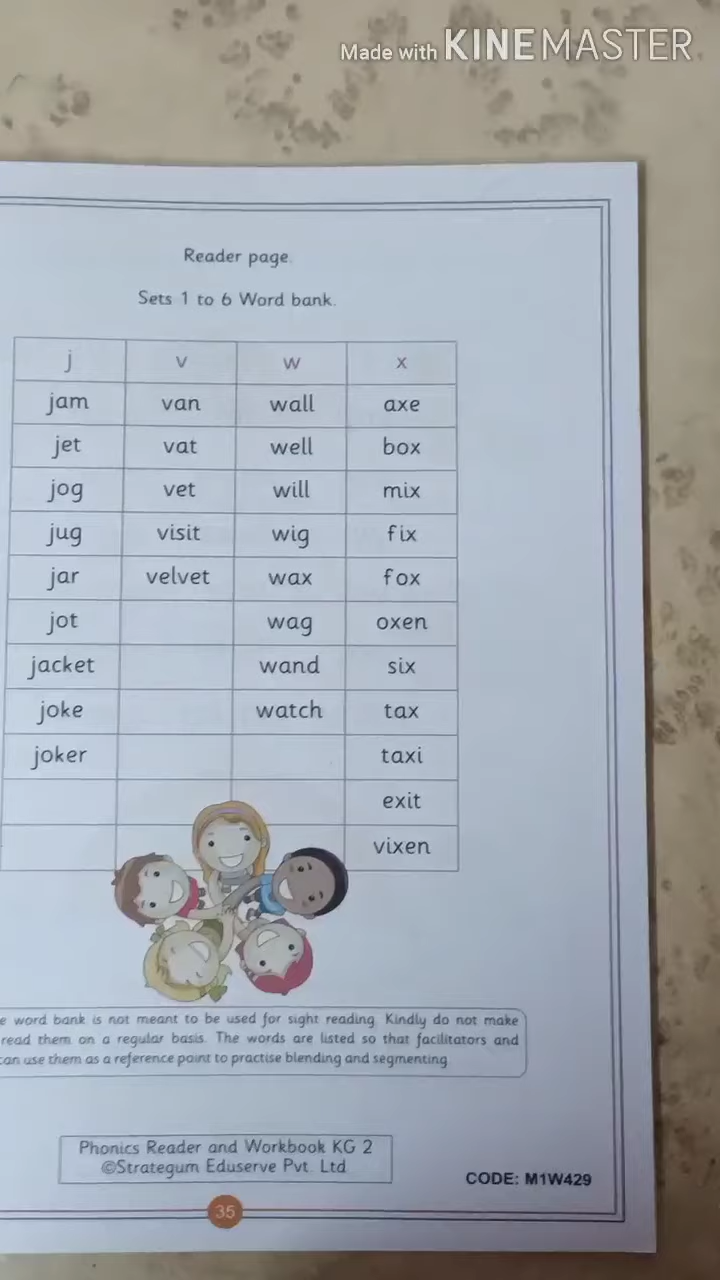 Made with KINEMASTER
Reader page.
Sets 1 to 6 Word bank.
j v w x
jam van wall axe
jet vat well box
jog vet will mix
jug visit wig fix
jar velvet wax fox
jot wag oxen
jacket wand six
joke watch tax
joker taxi
exit
vixen
word bank is not meant to be used for sight reading. Kindly do not make
read them on a regular basis. The words are listed so that facilitators and
can use them as a reference point to practise blending and segmenting
Phonics Reader and Workbook KG 2
©Strategum Eduserve Pvt. Ltd
CODE: M1W429
35